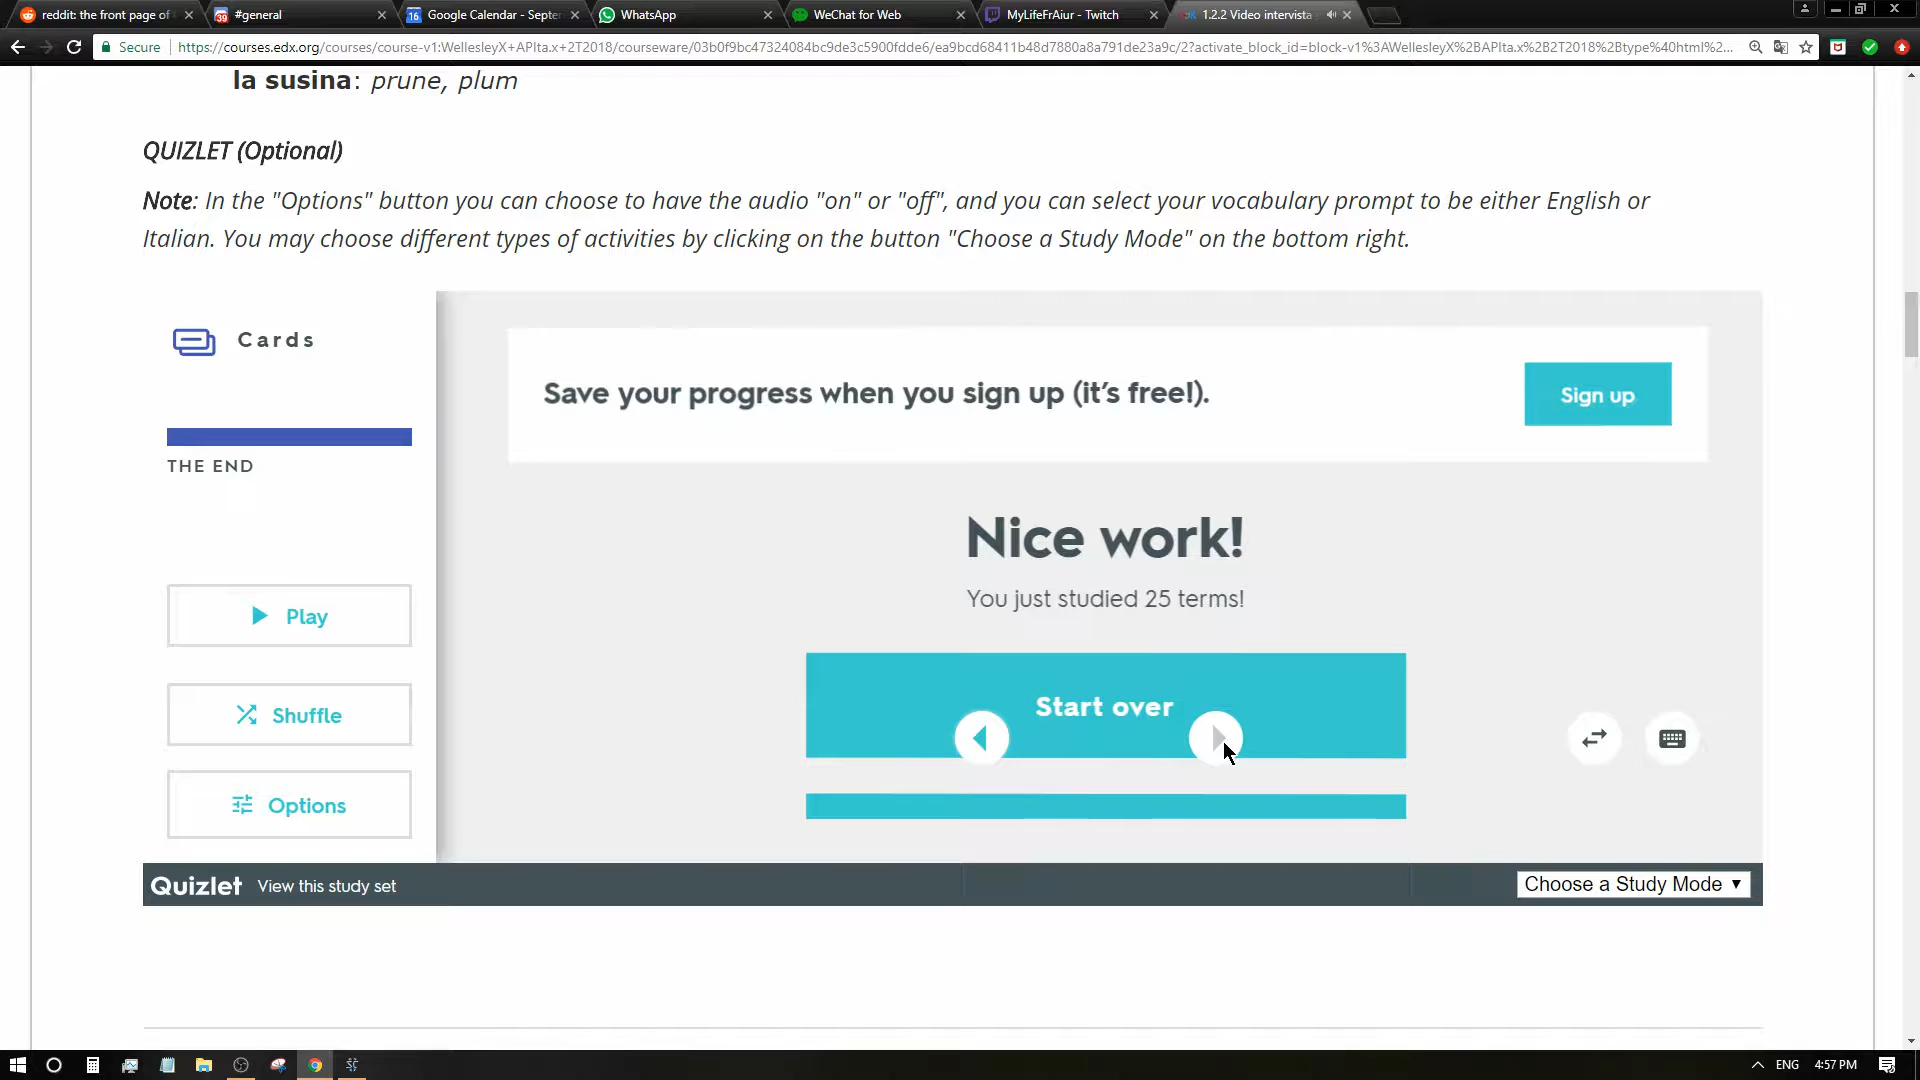 reddit: the front page of
#general
Google Calendar - Septe
WhatsApp
WeChat for Web
MyLifeFrAiur - Twitch
1.2.2 Video intervista
Secure
https://courses.edx.org/courses/course-v1:WellesleyX+APIta.x+2T2018/courseware/03b0f9bc47324084bc9de3c5900fdde6/ea9bcd68411b48d7880a8a791de23a9c/2?activate_block_id=block-v1%3AWellesleyX%2BAPIta.x%2B2T2018%2Btype%40html%2...
la susina: prune, plum
QUIZLET (Optional)
Note: In the "Options" button you can choose to have the audio "on" or "off", and you can select your vocabulary prompt to be either English or
Italian. You may choose different types of activities by clicking on the button "Choose a Study Mode" on the bottom right.
Cards
Save your progress when you sign up (it's free!).
Sign up
THE END
Nice work!
You just studied 25 terms!
Play
Start over
Shuffle
Options
Quizlet View this study set
Choose a Study Mode
ENG 4:57 PM